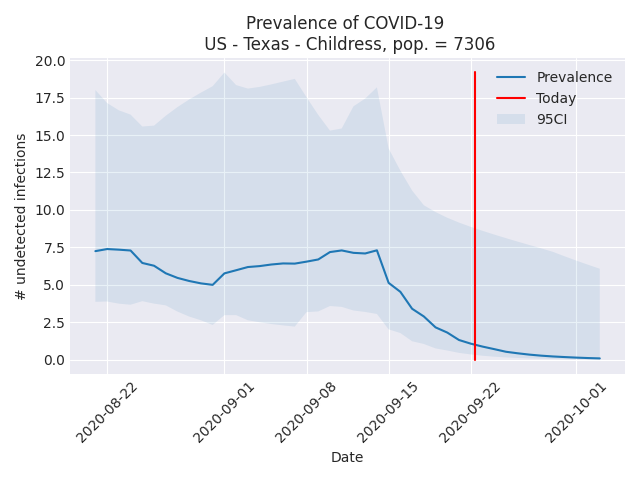 Prevalence of COVID-19
US - Texas - Childress, pop. = 7306
20.0
17.5
15.0
12.5
10.0
7.5
5.0
2.5
0.0
# undetected infections
Prevalence
Today
95CI
2020-08-22
2020-09-01
2020-09-08
2020-09-15
2020-09-22
2020-10-01
Date